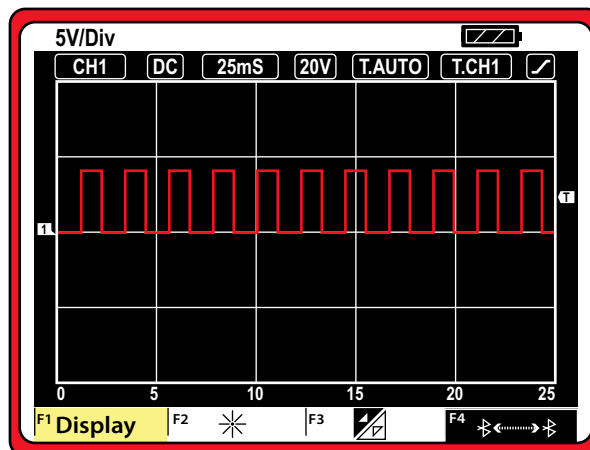 5V/Div
CH1 DC 25mS 20V T.AUTO T.CH1
T
1
0 5 10 15 20 25
F1 Display F2 F3 F4